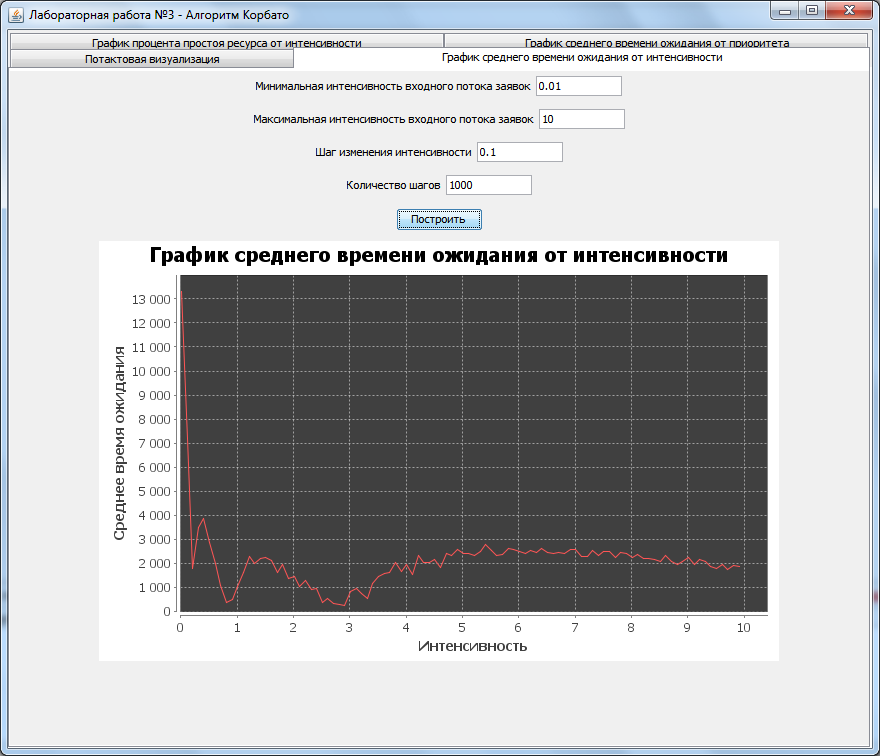 Лабораторная работа №3 - Алгоритм Корбато
График процента простоя ресурса от интенсивности
График среднего времени ожидания от приоритета
Потактовая визуализация
График среднего времени ожидания от интенсивности
Минимальная интенсивность входного потока заявок 0.01
Максимальная интенсивность входного потока заявок 10
Шаг изменения интенсивности 0.1
Количество шагов 1000
Построить
График среднего времени ожидания от интенсивности
Среднее время ожидания
13 000
12 000
11 000
10 000
9 000
8 000
7 000
6 000
5 000
4 000
3 000
2 000
1 000
0
0 1 2 3 4 5 6 7 8 9 10
Интенсивность